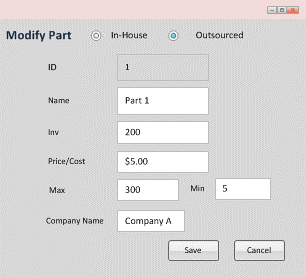 Modify Part In-House Outsourced
ID 1
Name Part 1
Inv 200
Price/Cost $5.00
Max 300 Min 5
Company Name Company A
Save Cancel